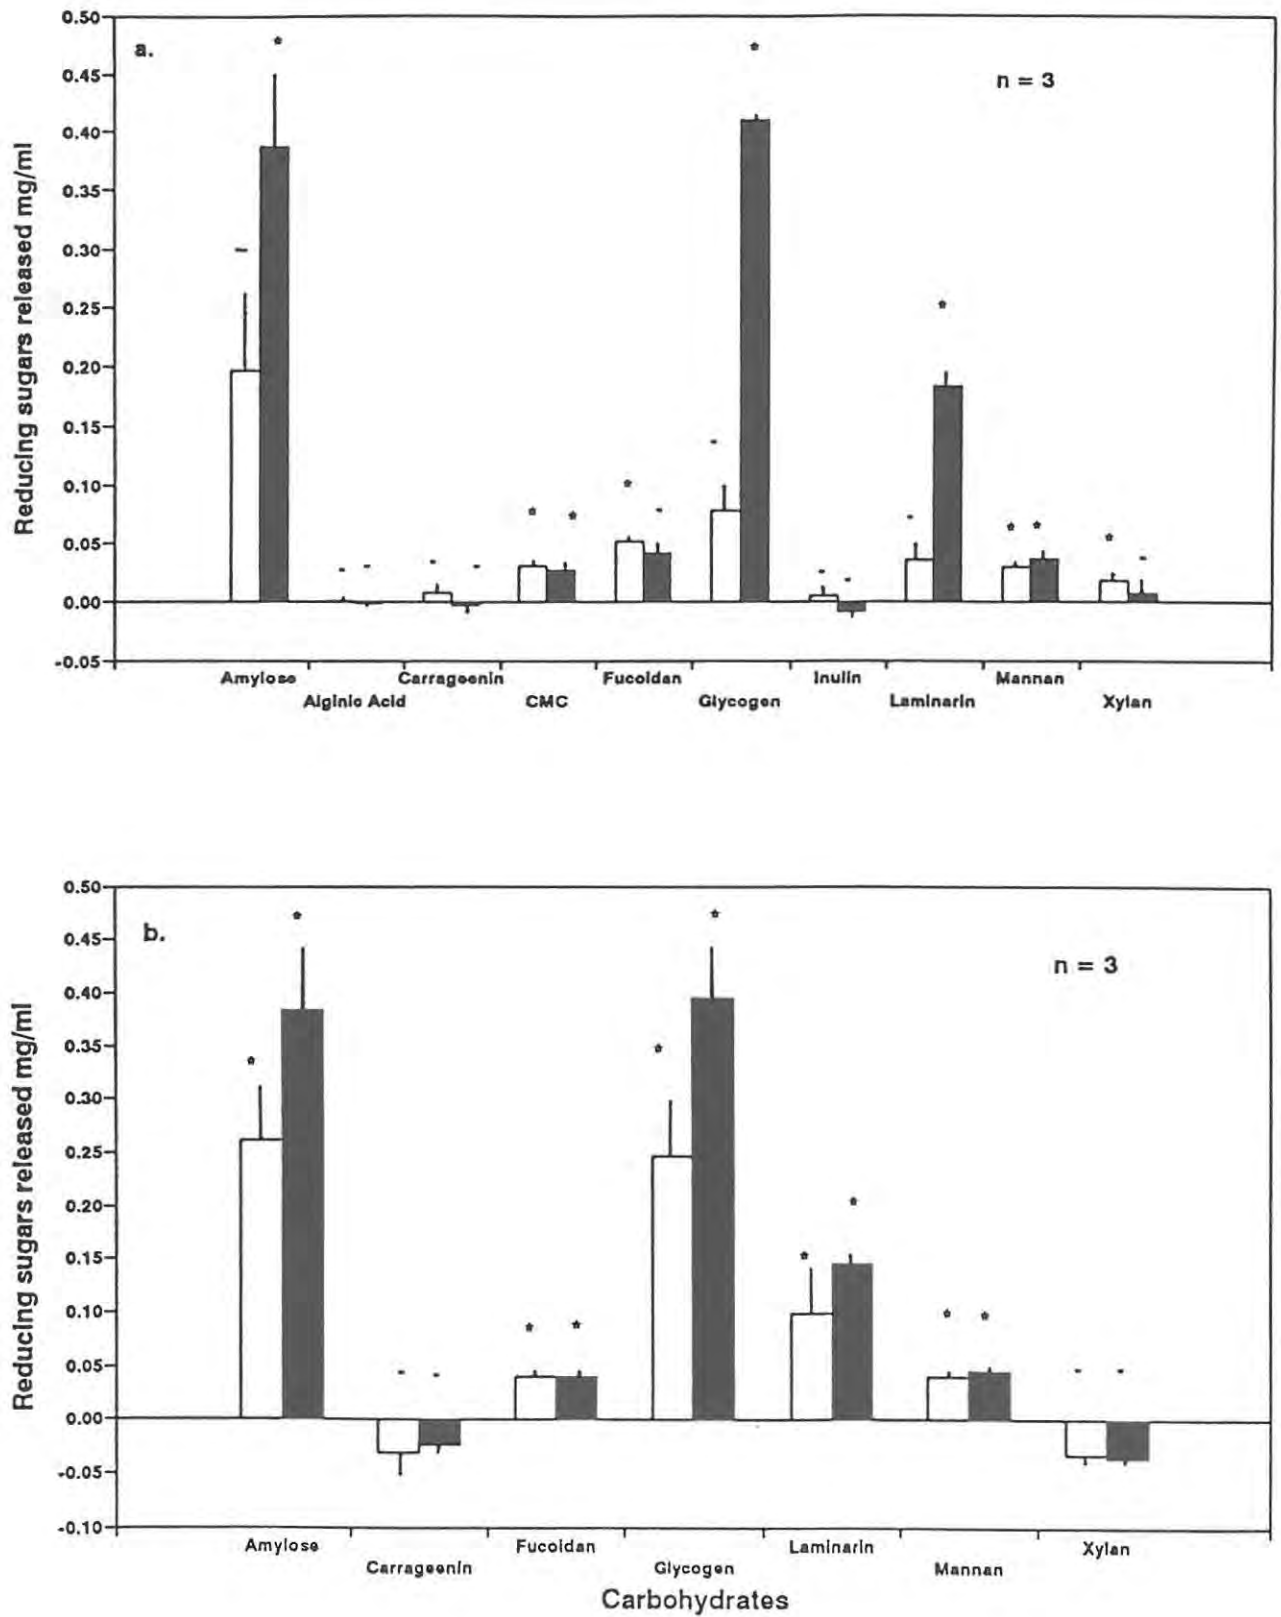 a.
n = 3
Reducing sugars released mg/ml
0.50
0.45
0.40
0.35
0.30
0.25
0.20
0.15
0.10
0.05
0.00
-0.05
Amylose
Alginic Acid
Carrageenin
CMC
Fucoidan
Glycogen
Inulin
Laminarin
Mannan
Xylan
b.
n = 3
Reducing sugars released mg/ml
0.50
0.45
0.40
0.35
0.30
0.25
0.20
0.15
0.10
0.05
0.00
-0.05
-0.10
Amylose
Carrageenin
Fucoidan
Glycogen
Laminarin
Mannan
Xylan
Carbohydrates